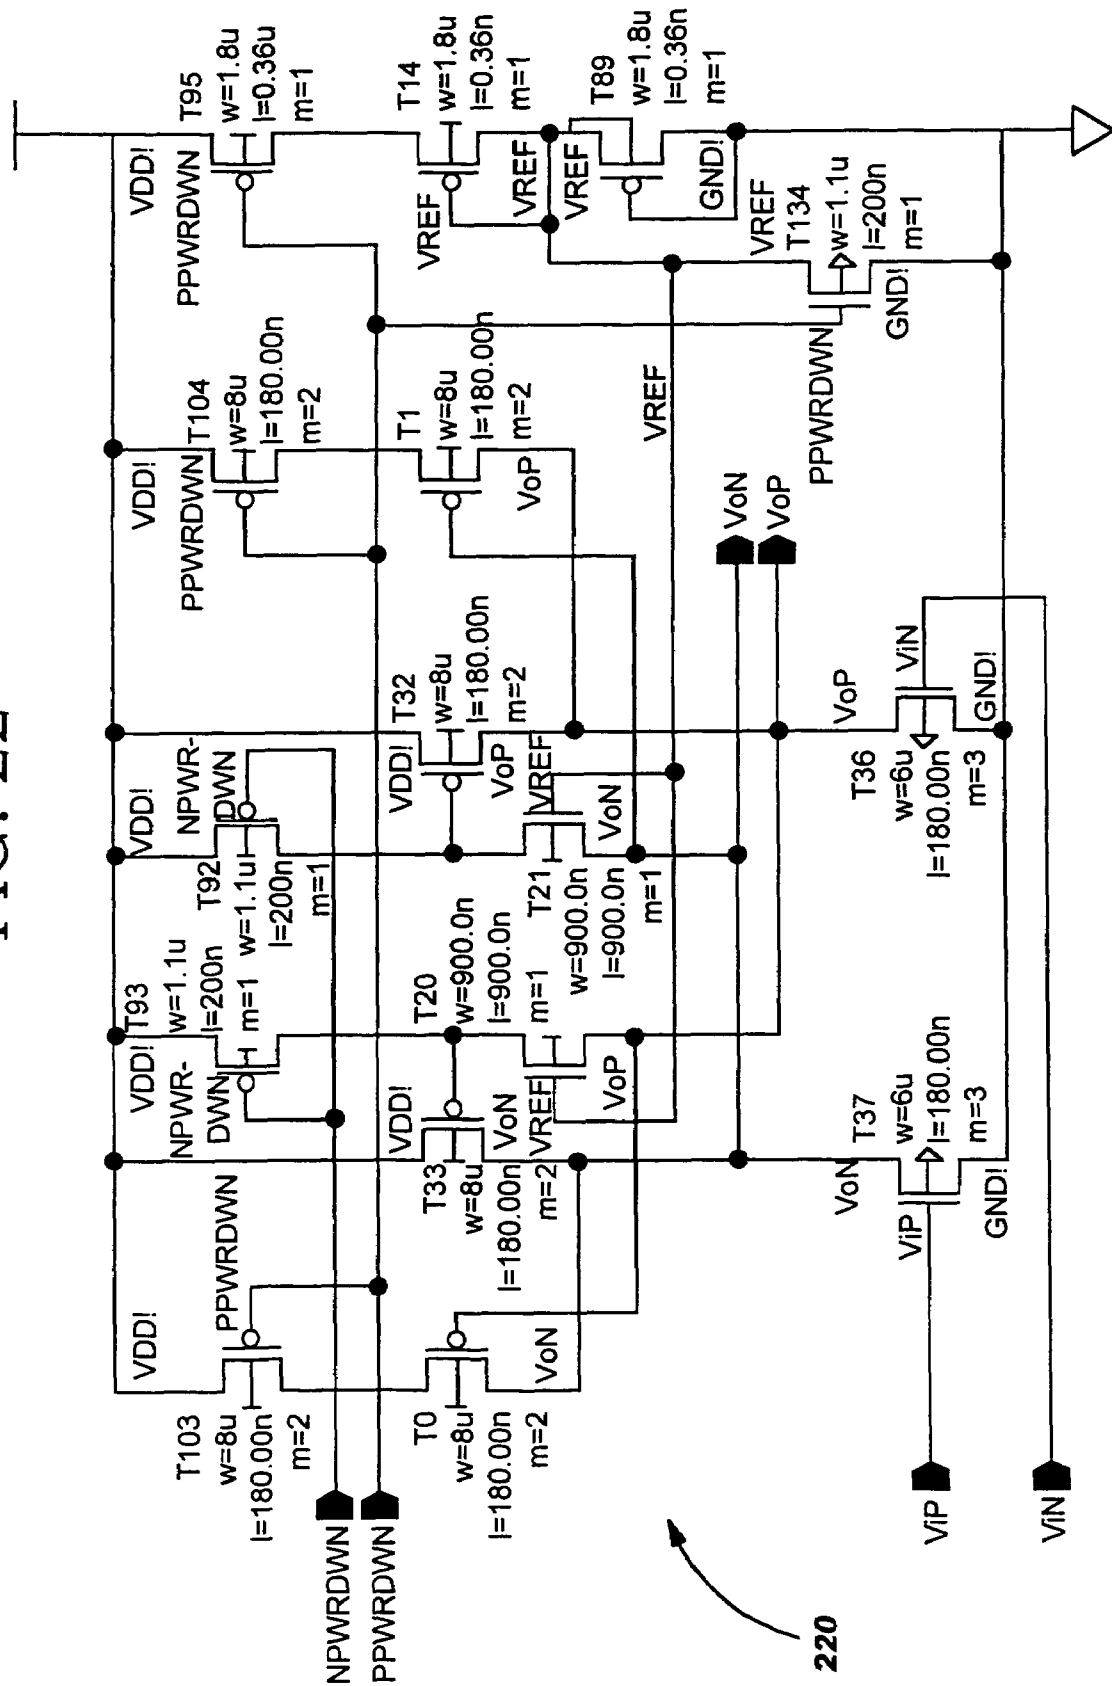 FIG. 22
VDD!
T103
w=8u
l=180.00n
m=2
PPWRDWN
T0
w=8u
l=180.00n
m=2
VoN
VDD!
T33
w=8u
l=180.00n
m=2
VoN
VDD!
T93
w=1.1u
l=200n
m=1
NPWR-
DWN
T20
w=900.0n
l=900.0n
m=1
VREF
VoP
VDD!
NPWR-
DWN
T92
w=1.1u
l=200n
m=1
T21
w=900.0n
l=900.0n
m=1
VREF
VoN
VDD!
T32
w=8u
l=180.00n
m=2
VoP
VDD!
PPWRDWN
T104
w=8u
l=180.00n
m=2
T1
w=8u
l=180.00n
m=2
VoP
VDD!
PPWRDWN
T95
w=1.8u
l=0.36u
m=1
T14
w=1.8u
l=0.36n
m=1
VREF
VREF
VREF
T89
w=1.8u
l=0.36n
m=1
GND!
VREF
T134
w=1.1u
l=200n
m=1
PPWRDWN
GND!
VREF
NPWRDWN
PPWRDWN
VoN
VoP
VoN
T37
w=6u
l=180.00n
m=3
ViP
GND!
VoP
T36
w=6u
l=180.00n
m=3
ViN
GND!
ViP
ViN
220